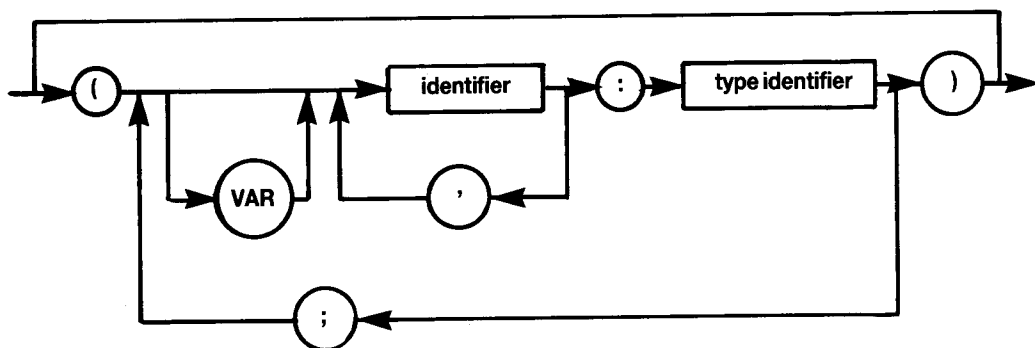 ( identifier : type identifier )
VAR ,
;